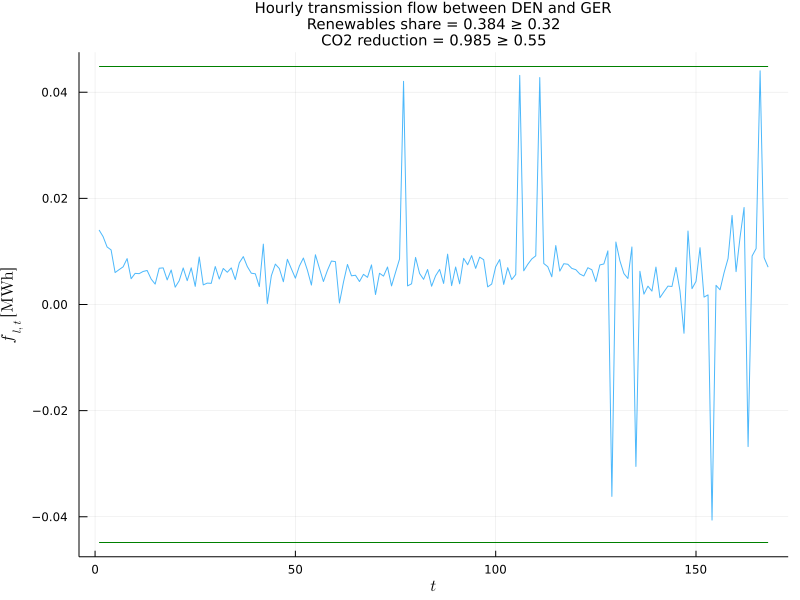 Hourly transmission flow between DEN and GER
Renewables share = 0.384 ≥ 0.32
CO2 reduction = 0.985 ≥ 0.55
f l,t [MWh]
0.04
0.02
0.00
−0.02
−0.04
0 50 100 150
t